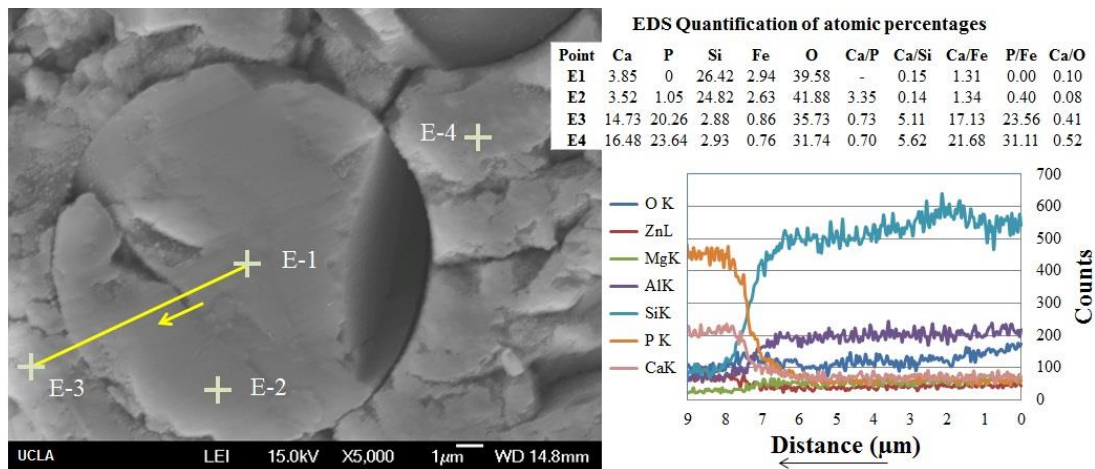 E-1
E-2
E-3
E-4
UCLA LEI 15.0kV X5,000 1µm WD 14.8mm
EDS Quantification of atomic percentages
Point Ca P Si Fe O Ca/P Ca/Si Ca/Fe P/Fe Ca/O
E1 3.85 0 26.42 2.94 39.58 - 0.15 1.31 0.00 0.10
E2 3.52 1.05 24.82 2.63 41.88 3.35 0.14 1.34 0.40 0.08
E3 14.73 20.26 2.88 0.86 35.73 0.73 5.11 17.13 23.56 0.41
E4 16.48 23.64 2.93 0.76 31.74 0.70 5.62 21.68 31.11 0.52
O K
ZnL
MgK
AlK
SiK
P K
CaK
700
600
500
400
300
200
100
0
Counts
9 8 7 6 5 4 3 2 1 0
Distance (µm)